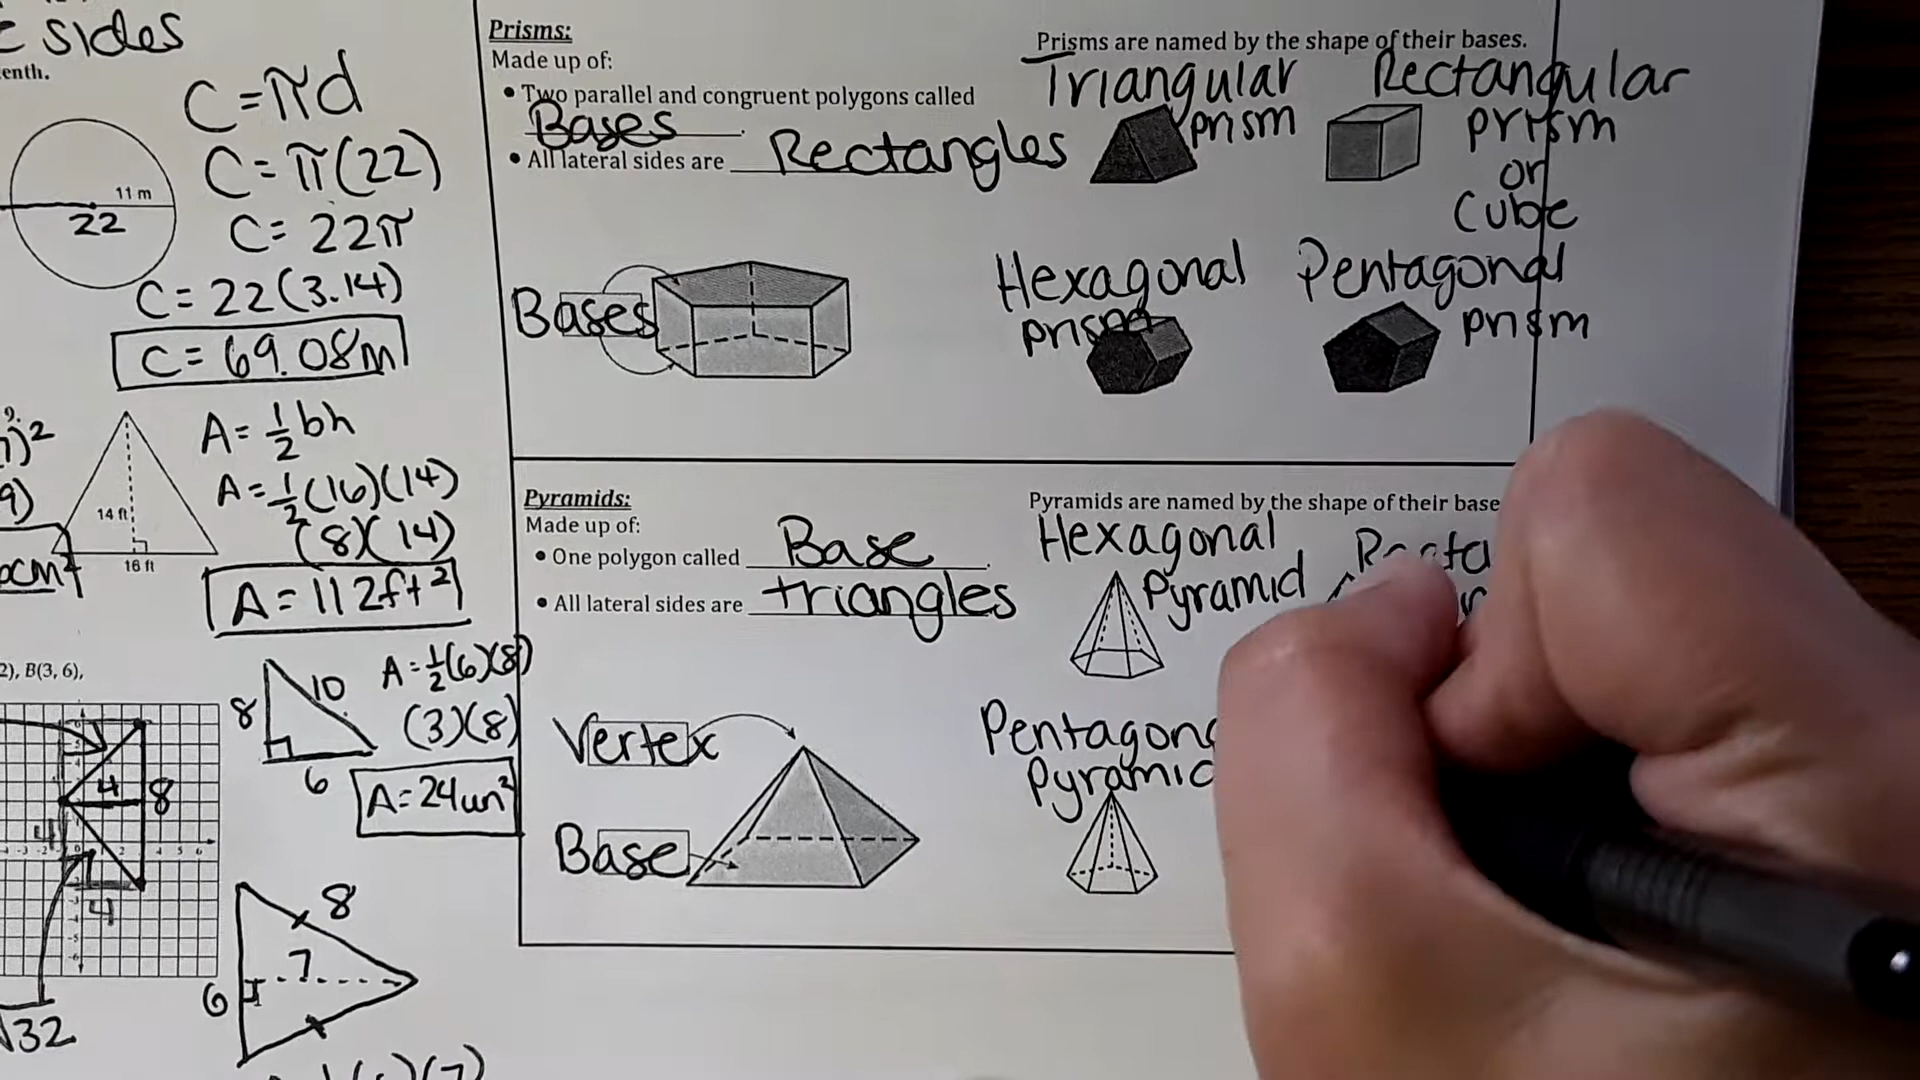 sides
enth.
C = πd
C = π(22)
C = 22π
C = 22(3.14)
C = 69.08m
11 m
22
A = ½bh
A = ½(16)(14)
(8)(14)
A = 112ft²
14 ft
16 ft
2), B(3, 6),
8
10
6
A = ½(6)(8)
(3)(8)
A = 24un²
4
8
4
4
8
7
6
√32
Prisms:
Made up of:
• Two parallel and congruent polygons called
Bases.
• All lateral sides are Rectangles
Bases
Prisms are named by the shape of their bases.
Triangular
prism
Rectangular
prism
or
Cube
Hexagonal
prism
Pentagonal
prism
Pyramids:
Made up of:
• One polygon called Base.
• All lateral sides are triangles
Vertex
Base
Pyramids are named by the shape of their base
Hexagonal
Pyramid
Recta
Pentagona
Pyramid